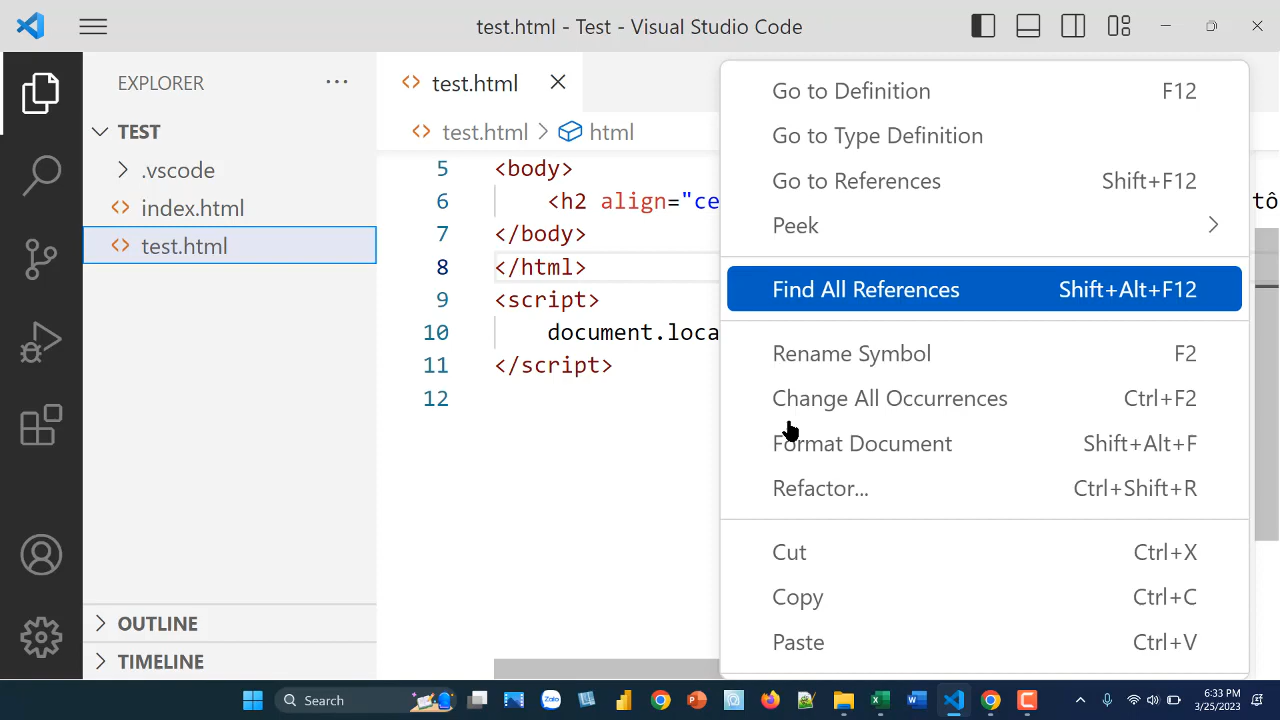 test.html - Test - Visual Studio Code
EXPLORER
TEST
.vscode
index.html
test.html
OUTLINE
TIMELINE
test.html
test.html > html
5 <body>
6 <h2 align="ce
tô
7 </body>
8 </html>
9 <script>
10 document.loca
11 </script>
12
Go to Definition F12
Go to Type Definition
Go to References Shift+F12
Peek
Find All References Shift+Alt+F12
Rename Symbol F2
Change All Occurrences Ctrl+F2
Format Document Shift+Alt+F
Refactor... Ctrl+Shift+R
Cut Ctrl+X
Copy Ctrl+C
Paste Ctrl+V
Search
Zalo
6:33 PM
3/25/2023